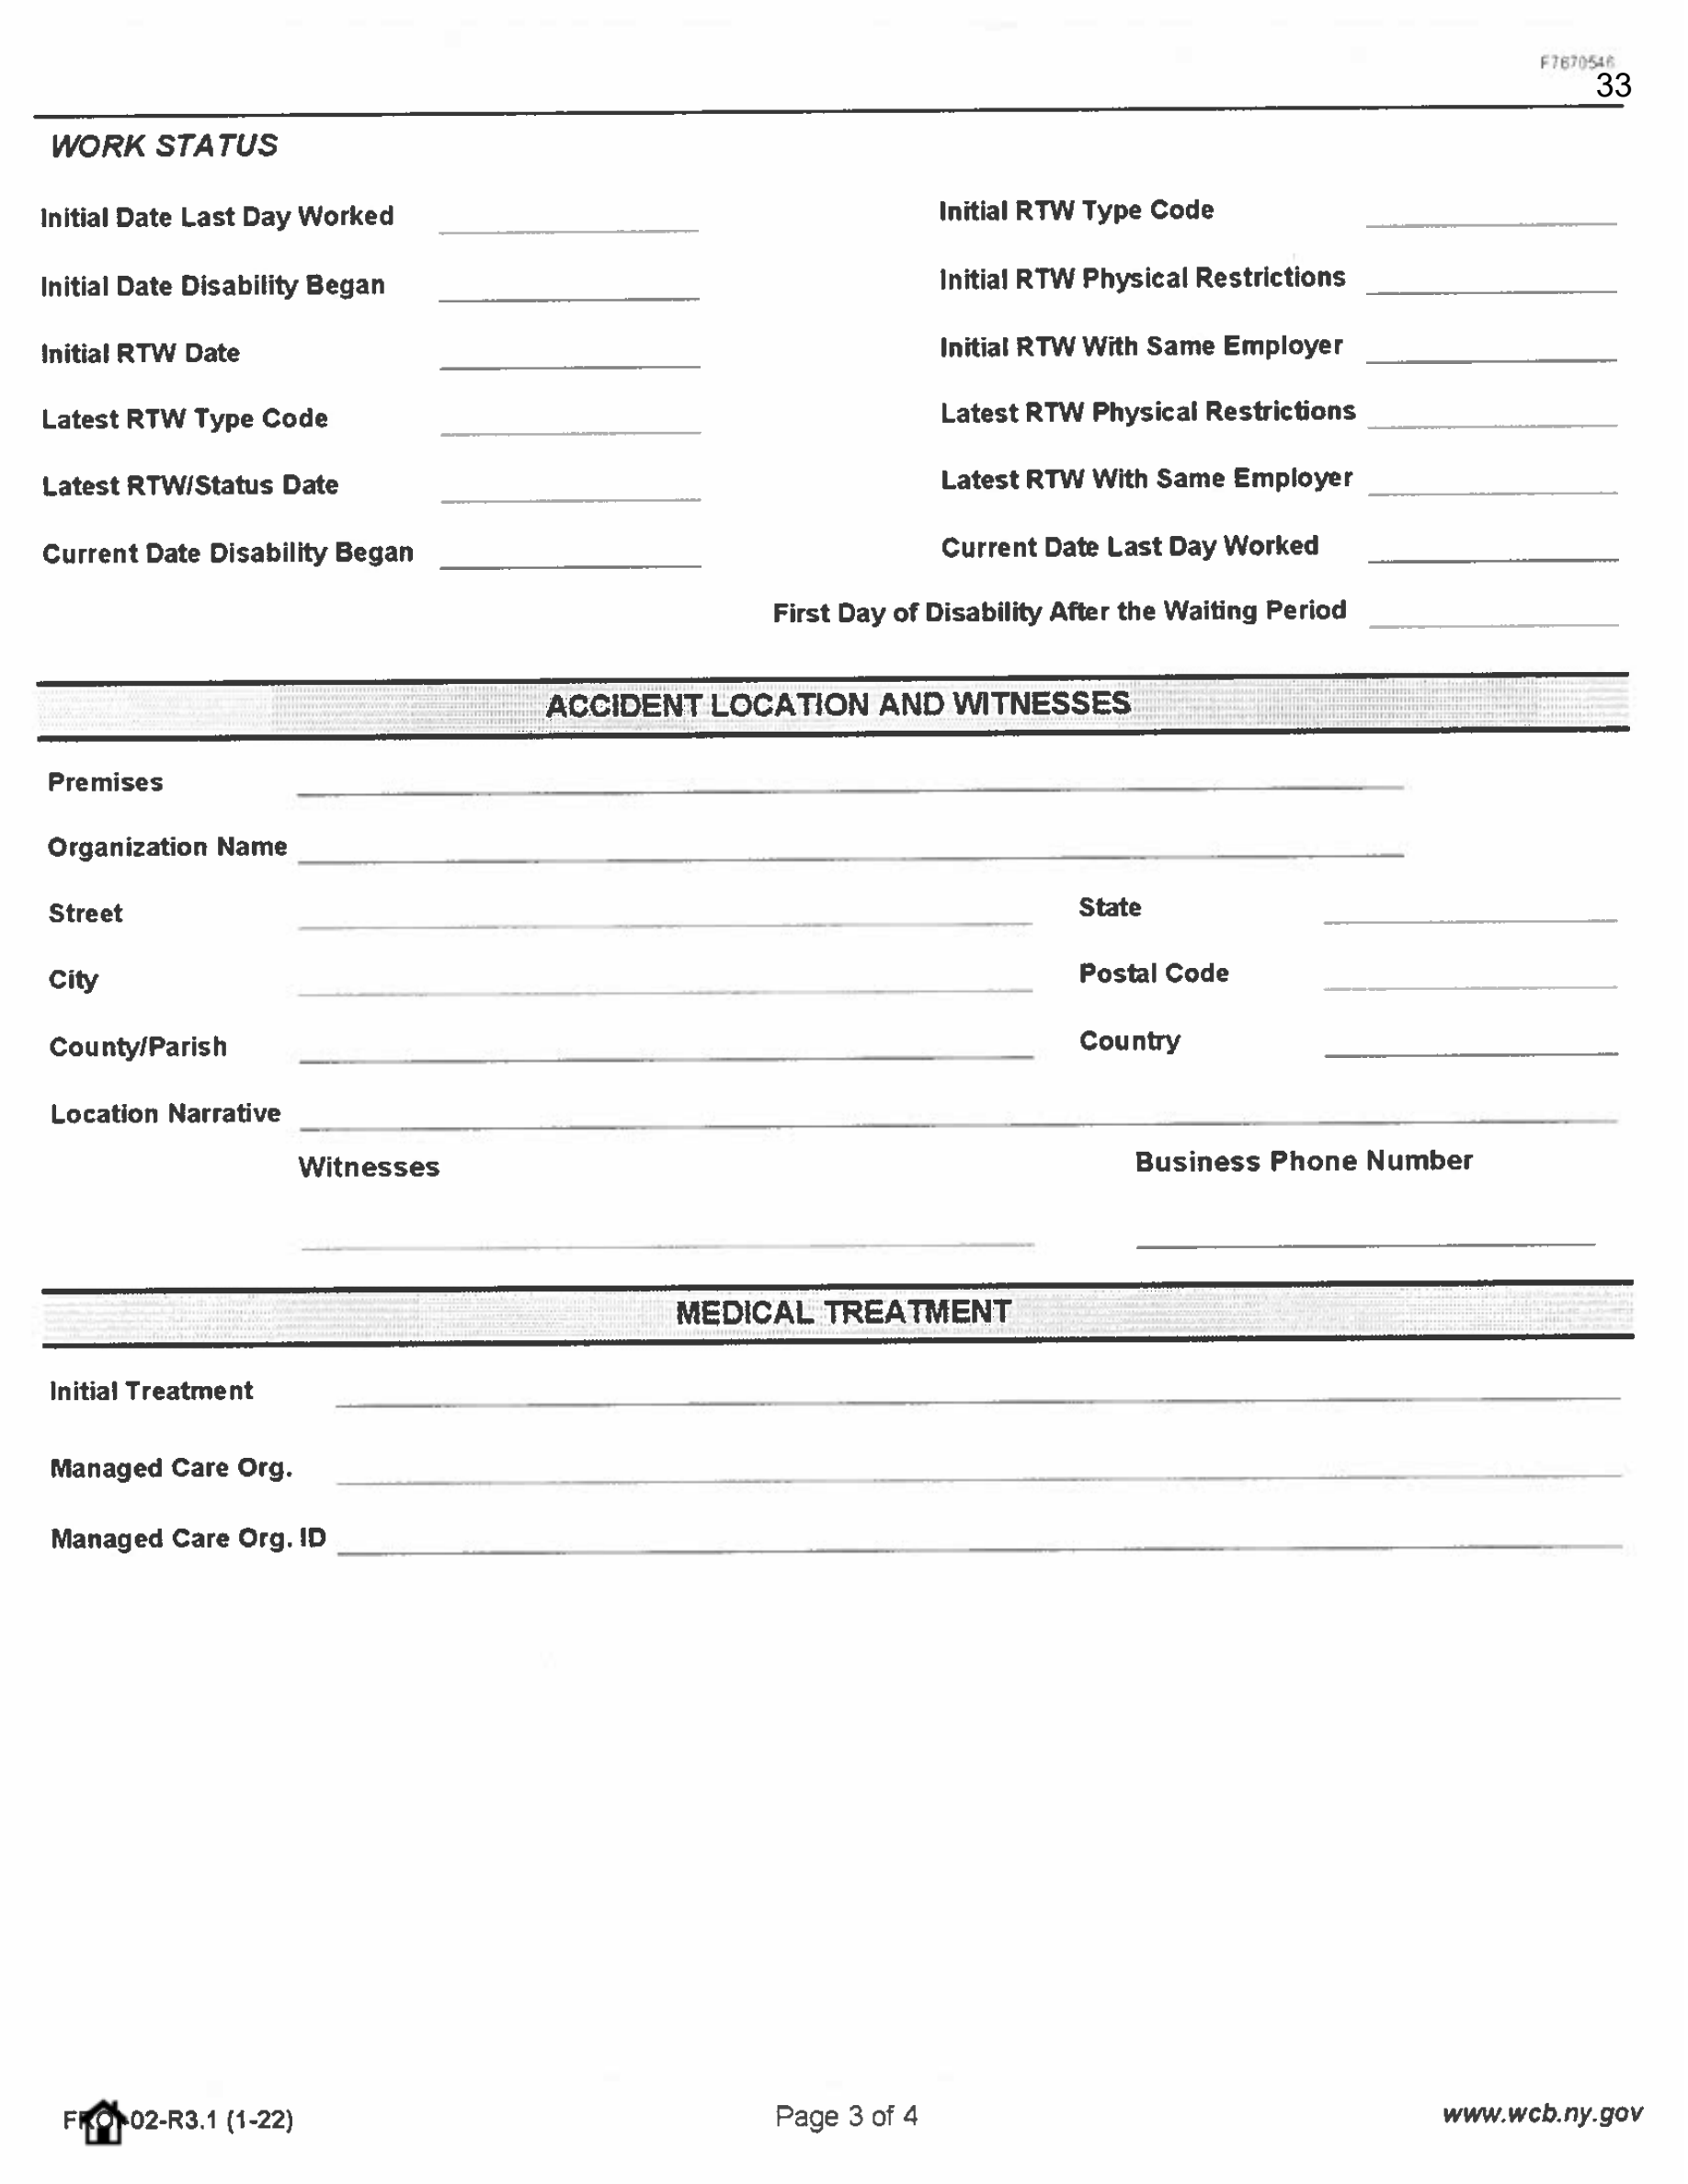 F7670546
33
WORK STATUS
Initial Date Last Day Worked Initial RTW Type Code
Initial Date Disability Began Initial RTW Physical Restrictions
Initial RTW Date Initial RTW With Same Employer
Latest RTW Type Code Latest RTW Physical Restrictions
Latest RTW/Status Date Latest RTW With Same Employer
Current Date Disability Began Current Date Last Day Worked
First Day of Disability After the Waiting Period
ACCIDENT LOCATION AND WITNESSES
Premises
Organization Name
Street State
City Postal Code
County/Parish Country
Location Narrative
Witnesses Business Phone Number
MEDICAL TREATMENT
Initial Treatment
Managed Care Org.
Managed Care Org. ID
02-R3.1 (1-22) Page 3 of 4 www.wcb.ny.gov